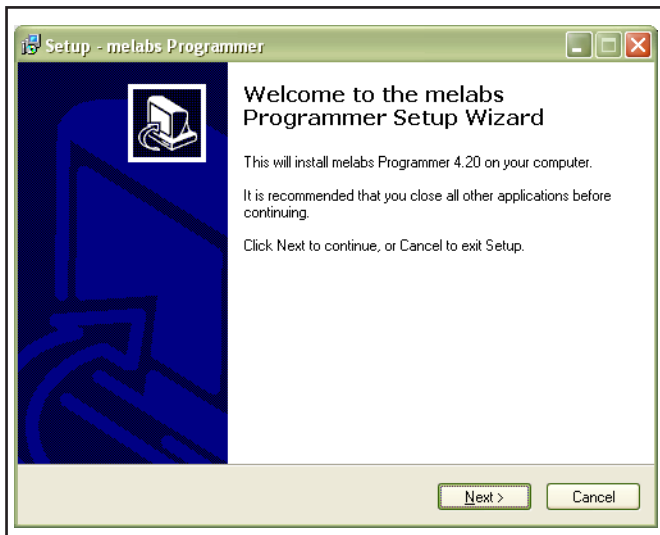 Setup - melabs Programmer
Welcome to the melabs
Programmer Setup Wizard
This will install melabs Programmer 4.20 on your computer.
It is recommended that you close all other applications before
continuing.
Click Next to continue, or Cancel to exit Setup.
Next >
Cancel